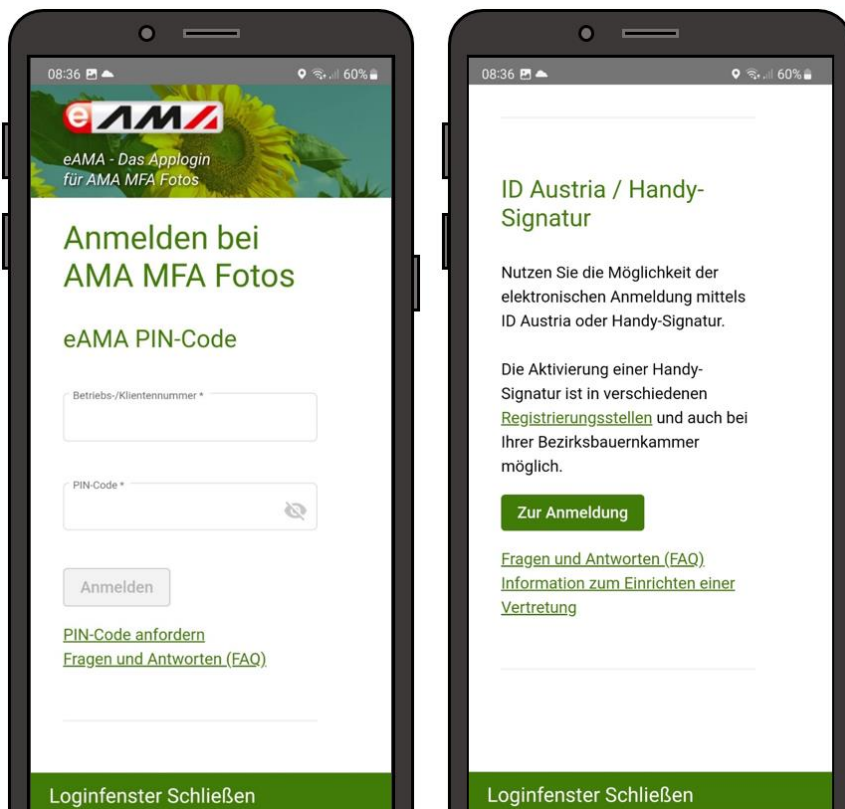 08:36 60%
eAMA
eAMA - Das Applogin
für AMA MFA Fotos
Anmelden bei
AMA MFA Fotos
eAMA PIN-Code
Betriebs-/Klientennummer *
PIN-Code *
Anmelden
PIN-Code anfordern
Fragen und Antworten (FAQ)
Loginfenster Schließen
08:36 60%
ID Austria / Handy-
Signatur
Nutzen Sie die Möglichkeit der
elektronischen Anmeldung mittels
ID Austria oder Handy-Signatur.
Die Aktivierung einer Handy-
Signatur ist in verschiedenen
Registrierungsstellen und auch bei
Ihrer Bezirksbauernkammer
möglich.
Zur Anmeldung
Fragen und Antworten (FAQ)
Information zum Einrichten einer
Vertretung
Loginfenster Schließen